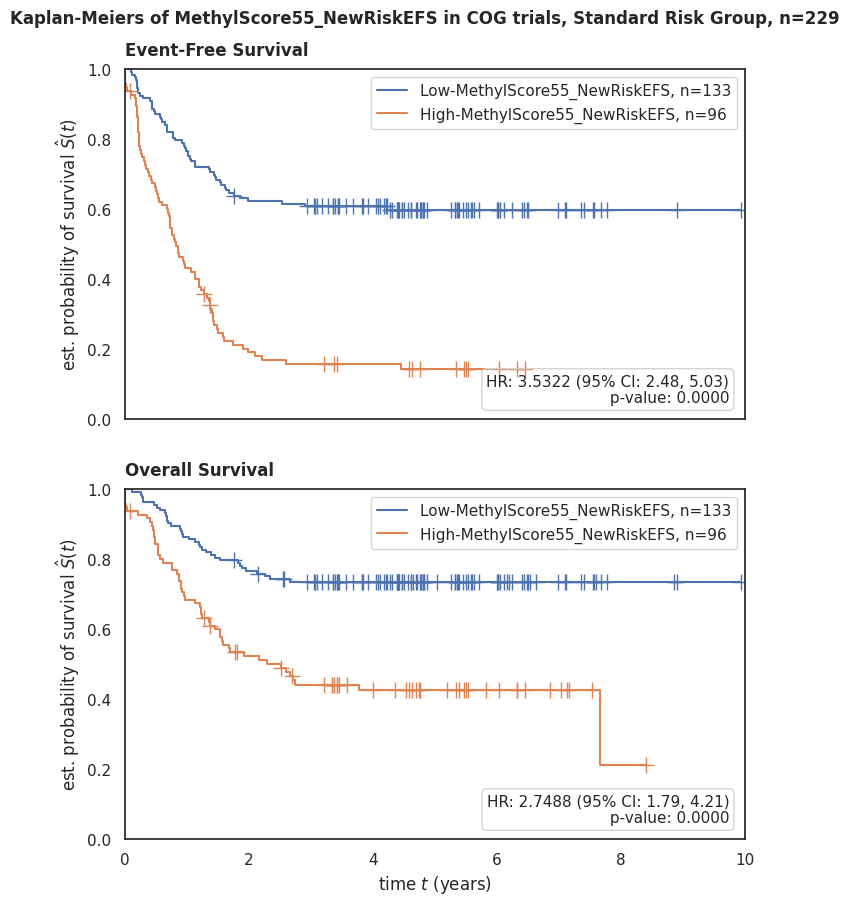 Kaplan-Meiers of MethylScore55_NewRiskEFS in COG trials, Standard Risk Group, n=229
Event-Free Survival
1.0
0.8
0.6
0.4
0.2
0.0
est. probability of survival Ŝ(t)
Low-MethylScore55_NewRiskEFS, n=133
High-MethylScore55_NewRiskEFS, n=96
HR: 3.5322 (95% CI: 2.48, 5.03)
p-value: 0.0000
Overall Survival
1.0
0.8
0.6
0.4
0.2
0.0
est. probability of survival Ŝ(t)
Low-MethylScore55_NewRiskEFS, n=133
High-MethylScore55_NewRiskEFS, n=96
HR: 2.7488 (95% CI: 1.79, 4.21)
p-value: 0.0000
0 2 4 6 8 10
time t (years)